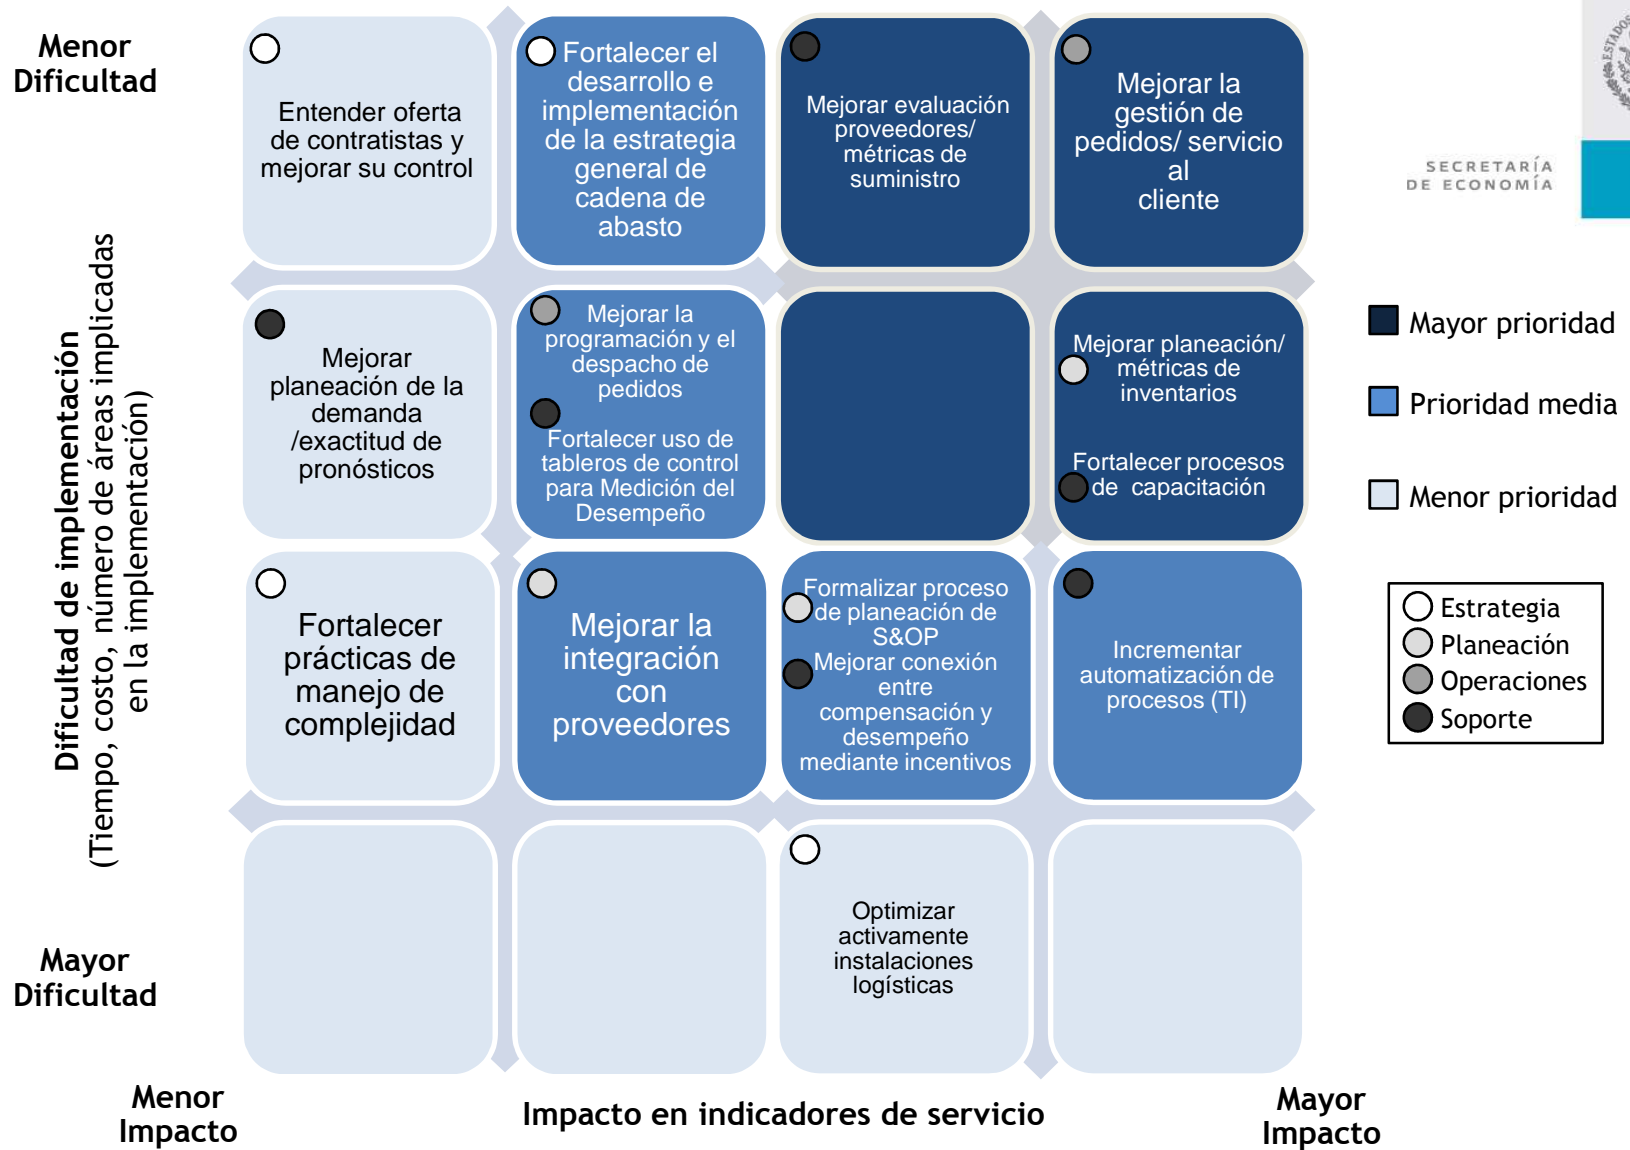 Menor
Dificultad
Entender oferta
de contratistas y
mejorar su control
Fortalecer el
desarrollo e
implementación
de la estrategia
general de
cadena de
abasto
Mejorar evaluación
proveedores/
métricas de
suministro
Mejorar la
gestión de
pedidos/ servicio
al
cliente
ESTADOS
SECRETARÍA
DE ECONOMÍA
Dificultad de implementación
(Tiempo, costo, número de áreas implicadas
en la implementación)
Mejorar
planeación de la
demanda
/exactitud de
pronósticos
Mejorar la
programación y el
despacho de
pedidos
Fortalecer uso de
tableros de control
para Medición del
Desempeño
Mejorar planeación/
métricas de
inventarios
Fortalecer procesos
de capacitación
Mayor prioridad
Prioridad media
Menor prioridad
Fortalecer
prácticas de
manejo de
complejidad
Mejorar la
integración
con
proveedores
Formalizar proceso
de planeación de
S&OP
Mejorar conexión
entre
compensación y
desempeño
mediante incentivos
Incrementar
automatización de
procesos (TI)
Estrategia
Planeación
Operaciones
Soporte
Optimizar
activamente
instalaciones
logísticas
Mayor
Dificultad
Menor
Impacto
Impacto en indicadores de servicio
Mayor
Impacto